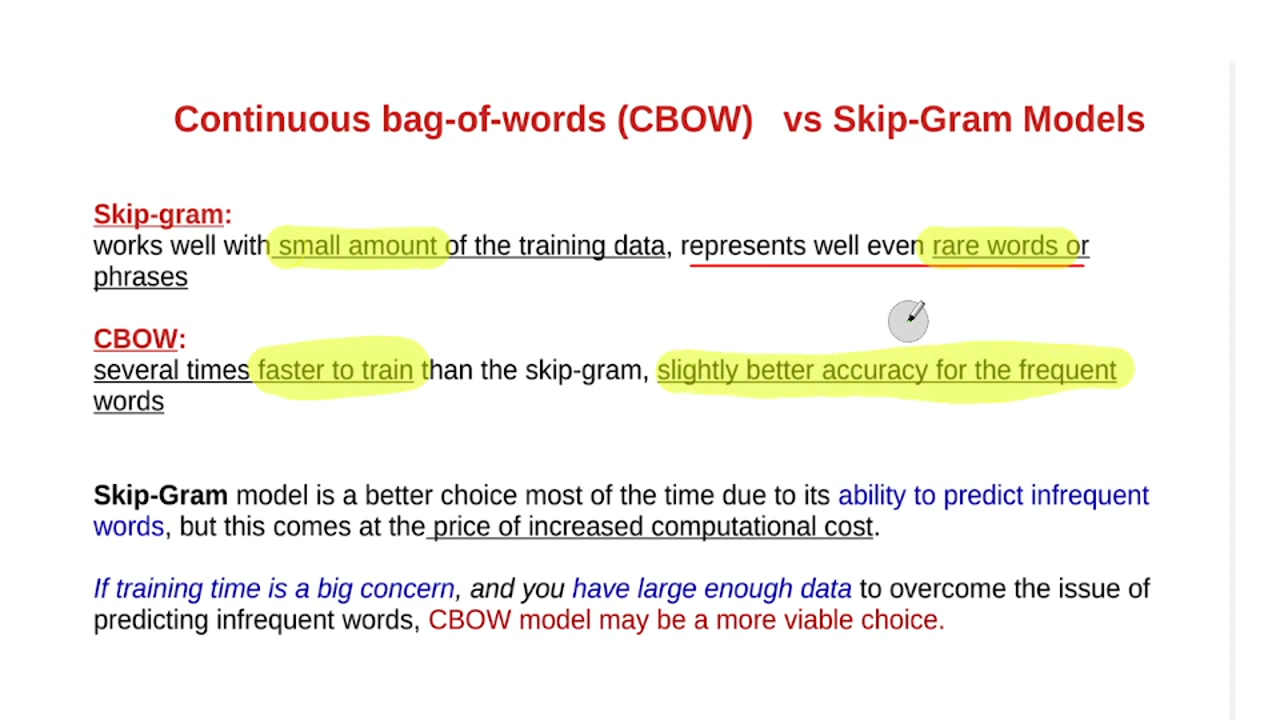 Continuous bag-of-words (CBOW) vs Skip-Gram Models
Skip-gram:
works well with small amount of the training data, represents well even rare words or
phrases
CBOW:
several times faster to train than the skip-gram, slightly better accuracy for the frequent
words
Skip-Gram model is a better choice most of the time due to its ability to predict infrequent
words, but this comes at the price of increased computational cost.
If training time is a big concern, and you have large enough data to overcome the issue of
predicting infrequent words, CBOW model may be a more viable choice.